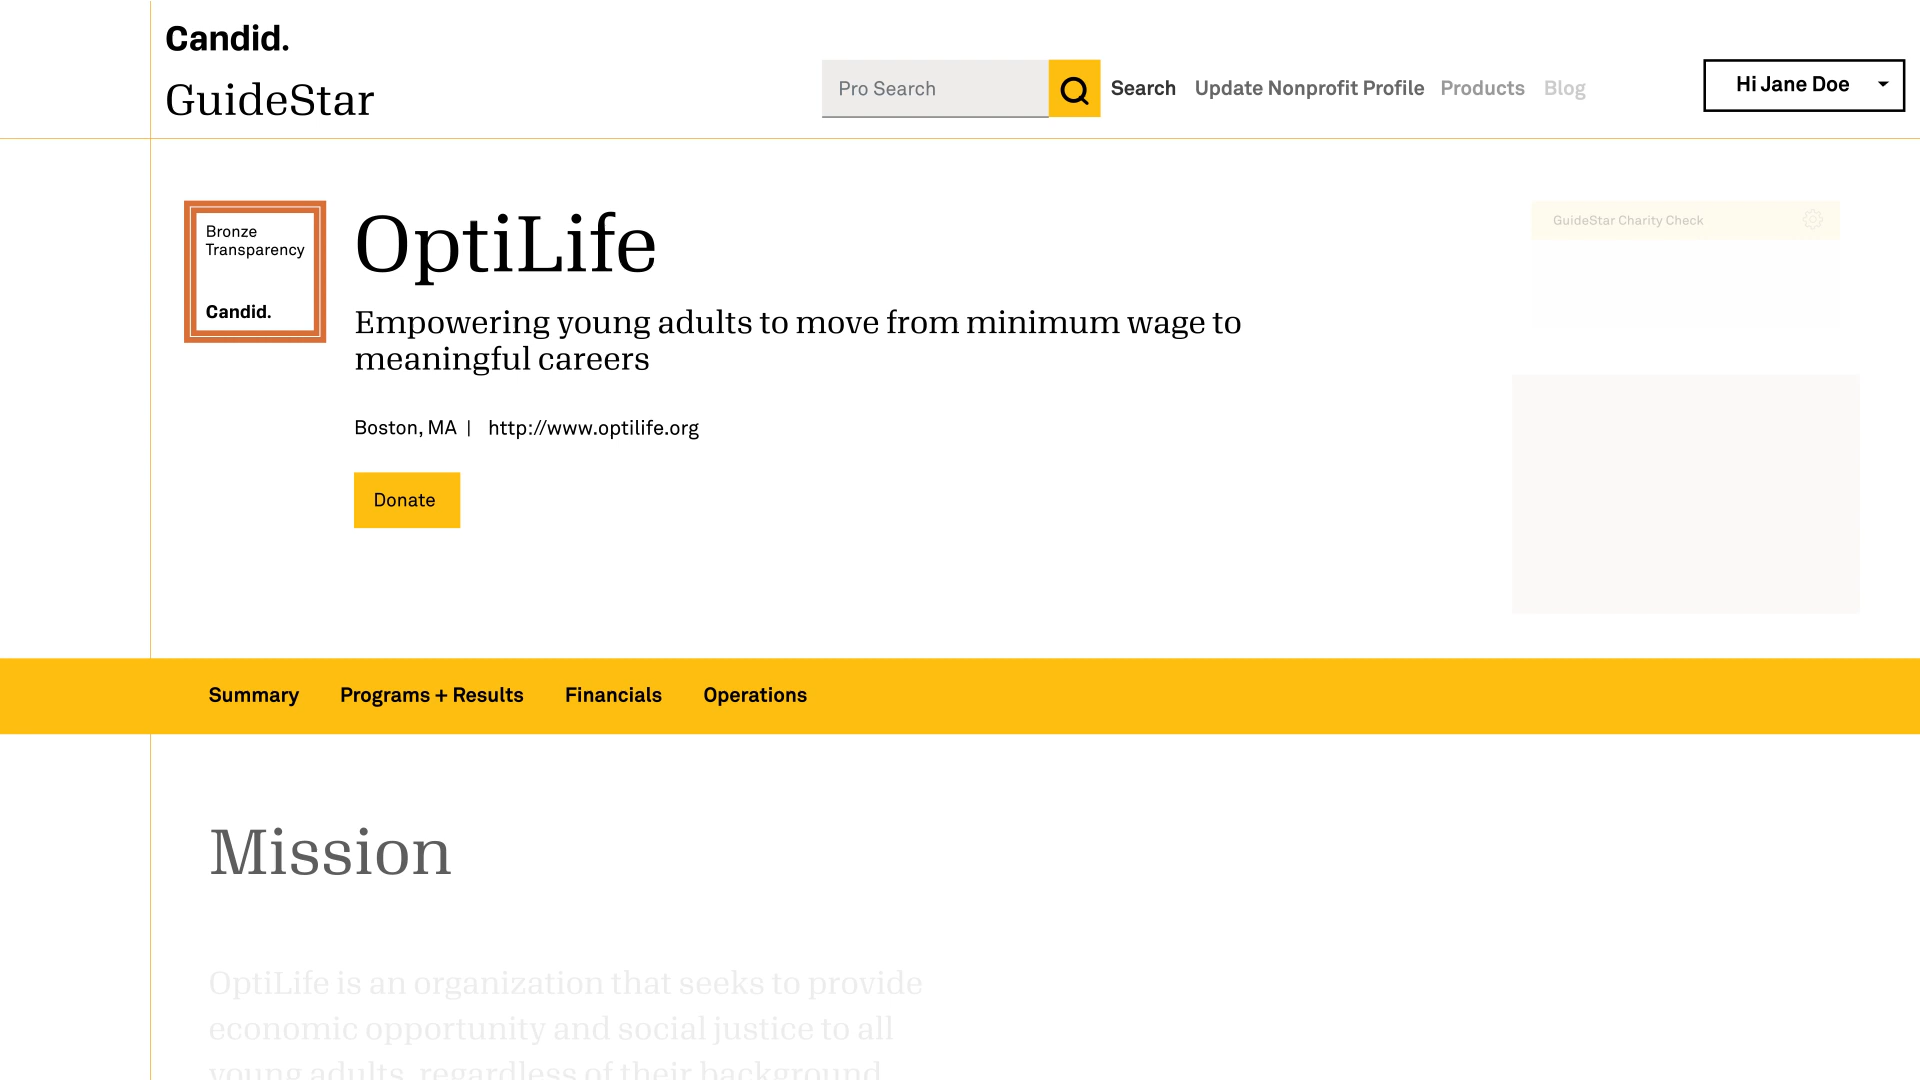 Candid.
GuideStar
Pro Search
Search Update Nonprofit Profile Products Blog
Hi Jane Doe
Bronze
Transparency
Candid.
OptiLife
Empowering young adults to move from minimum wage to
meaningful careers
Boston, MA | http://www.optilife.org
Donate
GuideStar Charity Check
Summary Programs + Results Financials Operations
Mission
OptiLife is an organization that seeks to provide
economic opportunity and social justice to all
young adults, regardless of their background